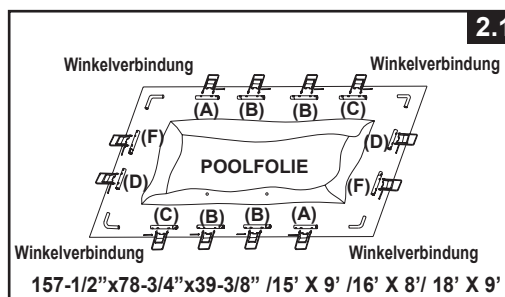 2.1
Winkelverbindung Winkelverbindung
(A) (B) (B) (C)
(F) (D)
POOLFOLIE
(D) (F)
(C) (B) (B) (A)
Winkelverbindung Winkelverbindung
157-1/2”x78-3/4”x39-3/8” /15’ X 9’ /16’ X 8’/ 18’ X 9’